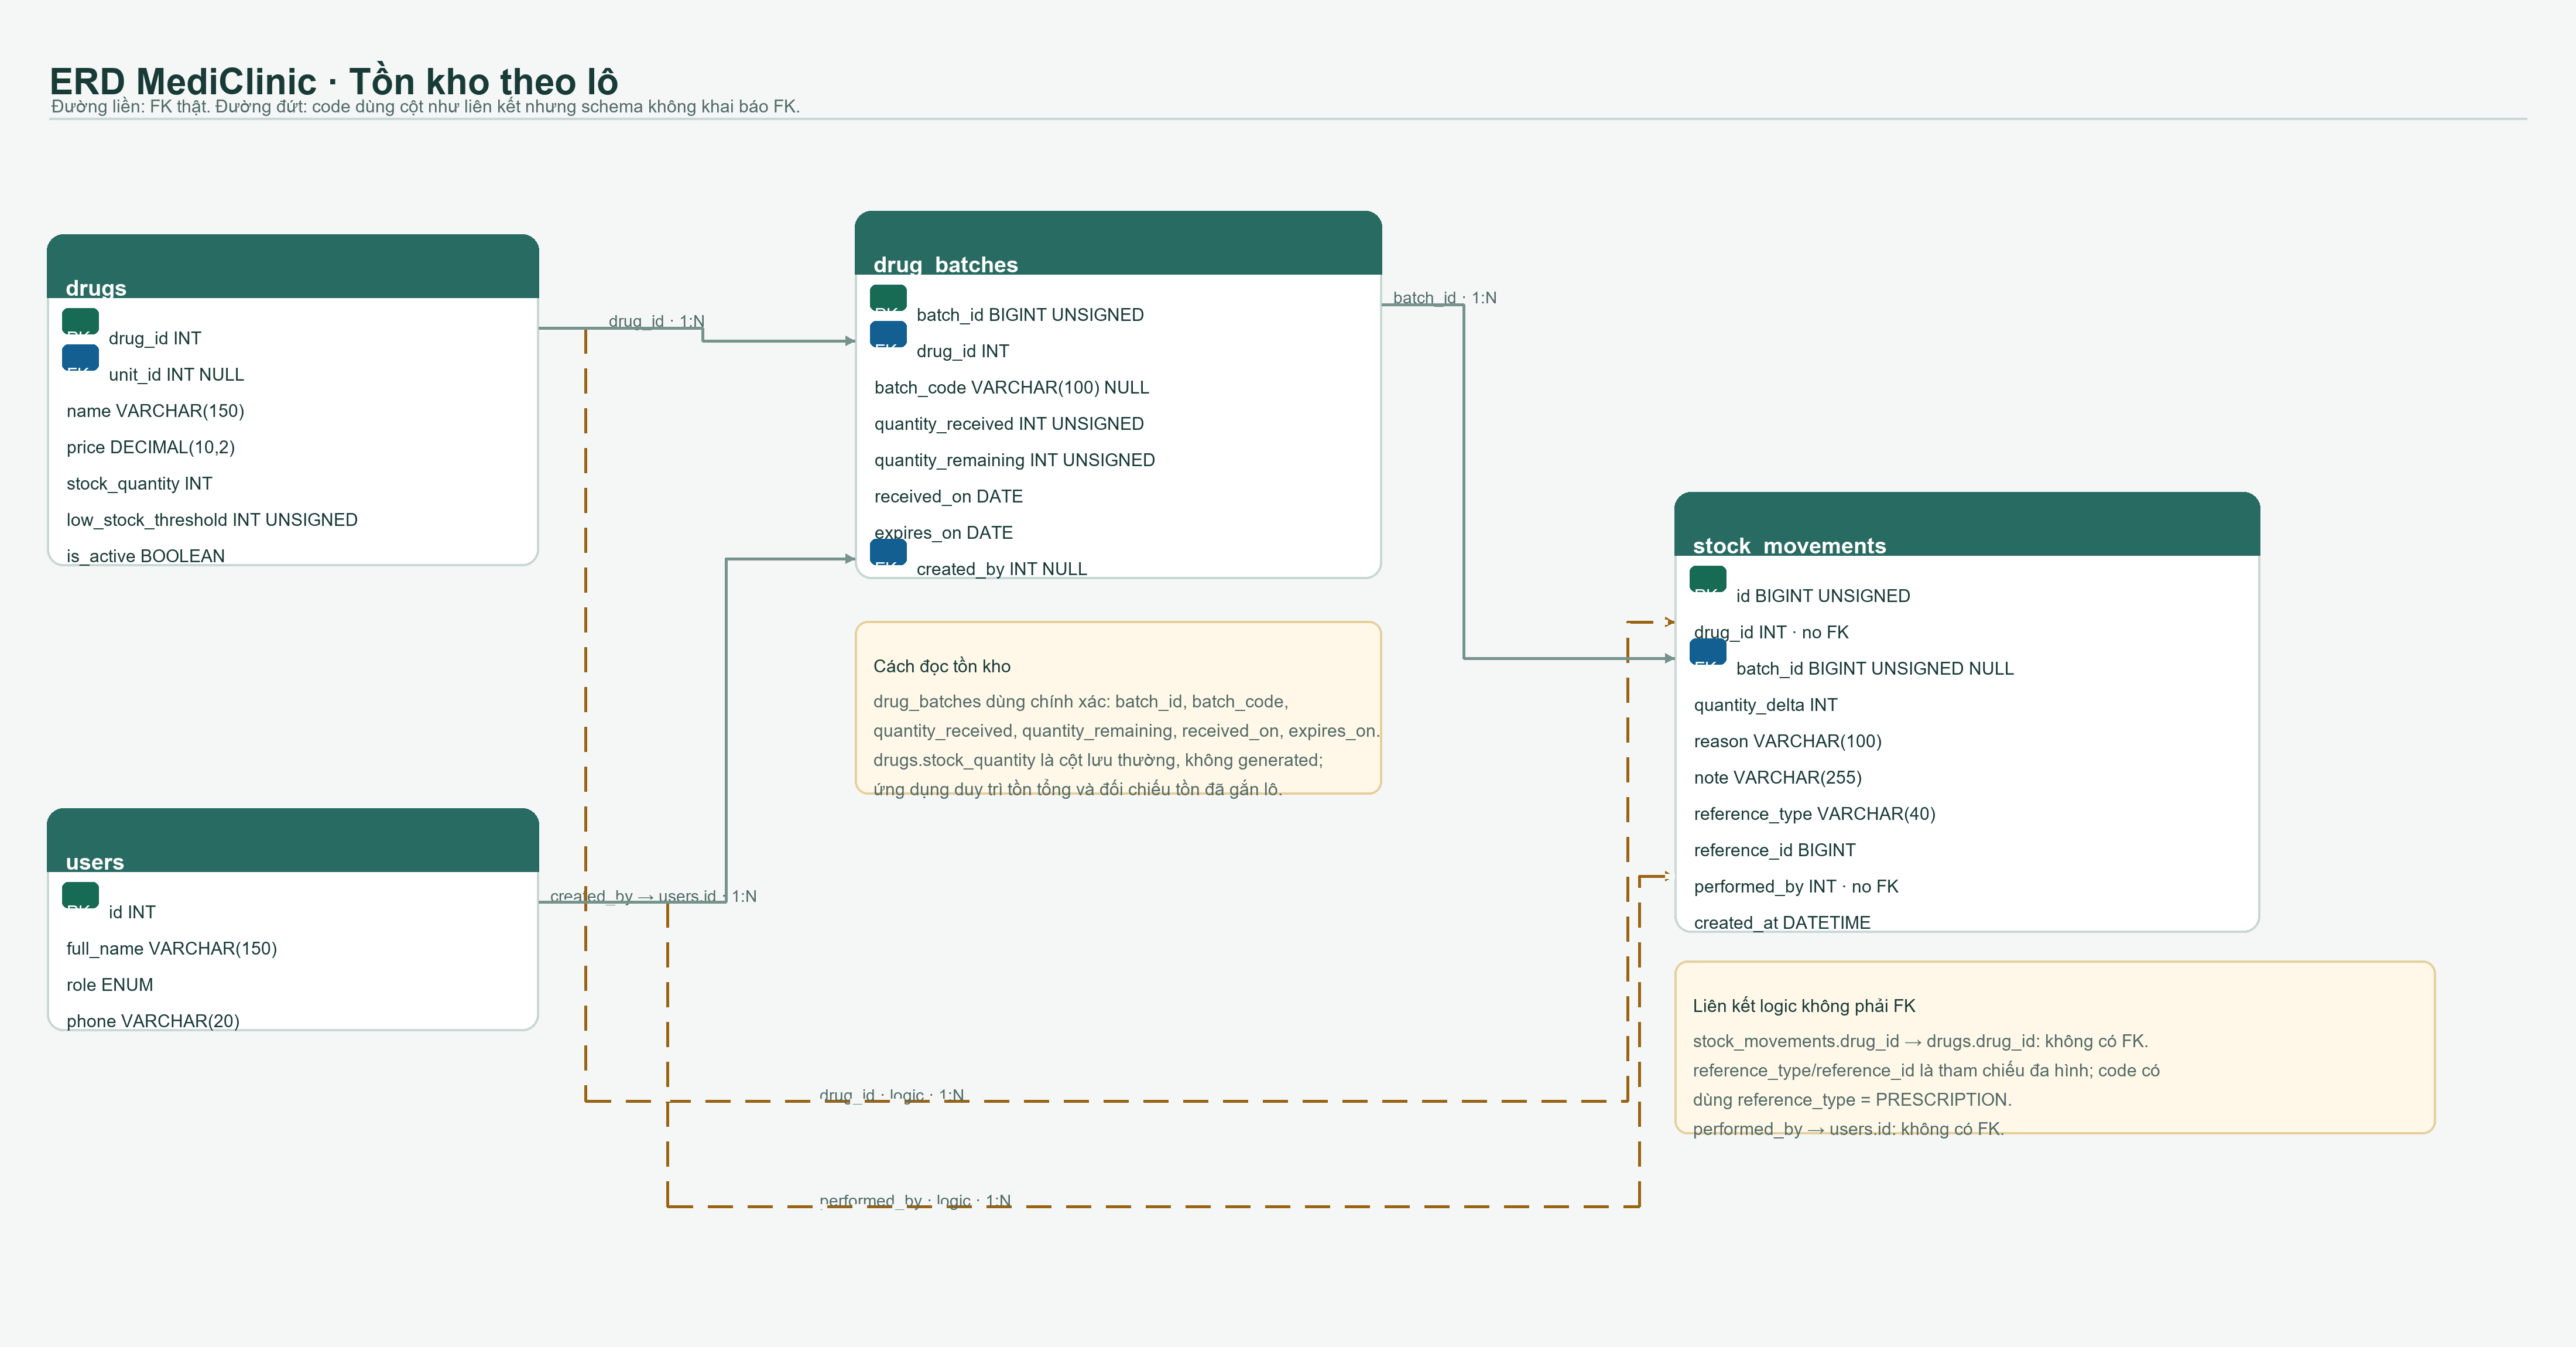 ERD MediClinic · Tồn kho theo lô
Đường liền: FK thật. Đường đứt: code dùng cột như liên kết nhưng schema không khai báo FK.
drugs
PK drug_id INT
FK unit_id INT NULL
name VARCHAR(150)
price DECIMAL(10,2)
stock_quantity INT
low_stock_threshold INT UNSIGNED
is_active BOOLEAN
drug_id · 1:N
drug_batches
PK batch_id BIGINT UNSIGNED
FK drug_id INT
batch_code VARCHAR(100) NULL
quantity_received INT UNSIGNED
quantity_remaining INT UNSIGNED
received_on DATE
expires_on DATE
FK created_by INT NULL
batch_id · 1:N
Cách đọc tồn kho
drug_batches dùng chính xác: batch_id, batch_code,
quantity_received, quantity_remaining, received_on, expires_on.
drugs.stock_quantity là cột lưu thường, không generated;
ứng dụng duy trì tồn tổng và đối chiếu tồn đã gắn lô.
stock_movements
PK id BIGINT UNSIGNED
drug_id INT · no FK
FK batch_id BIGINT UNSIGNED NULL
quantity_delta INT
reason VARCHAR(100)
note VARCHAR(255)
reference_type VARCHAR(40)
reference_id BIGINT
performed_by INT · no FK
created_at DATETIME
users
PK id INT
full_name VARCHAR(150)
role ENUM
phone VARCHAR(20)
created_by → users.id · 1:N
Liên kết logic không phải FK
stock_movements.drug_id → drugs.drug_id: không có FK.
reference_type/reference_id là tham chiếu đa hình; code có
dùng reference_type = PRESCRIPTION.
performed_by → users.id: không có FK.
drug_id · logic · 1:N
performed_by · logic · 1:N